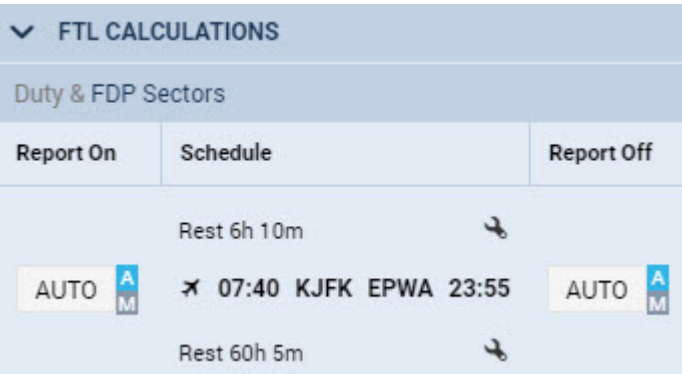 FTL CALCULATIONS
Duty & FDP Sectors
Report On Schedule Report Off
Rest 6h 10m
AUTO A M 07:40 KJFK EPWA 23:55 AUTO A M
Rest 60h 5m